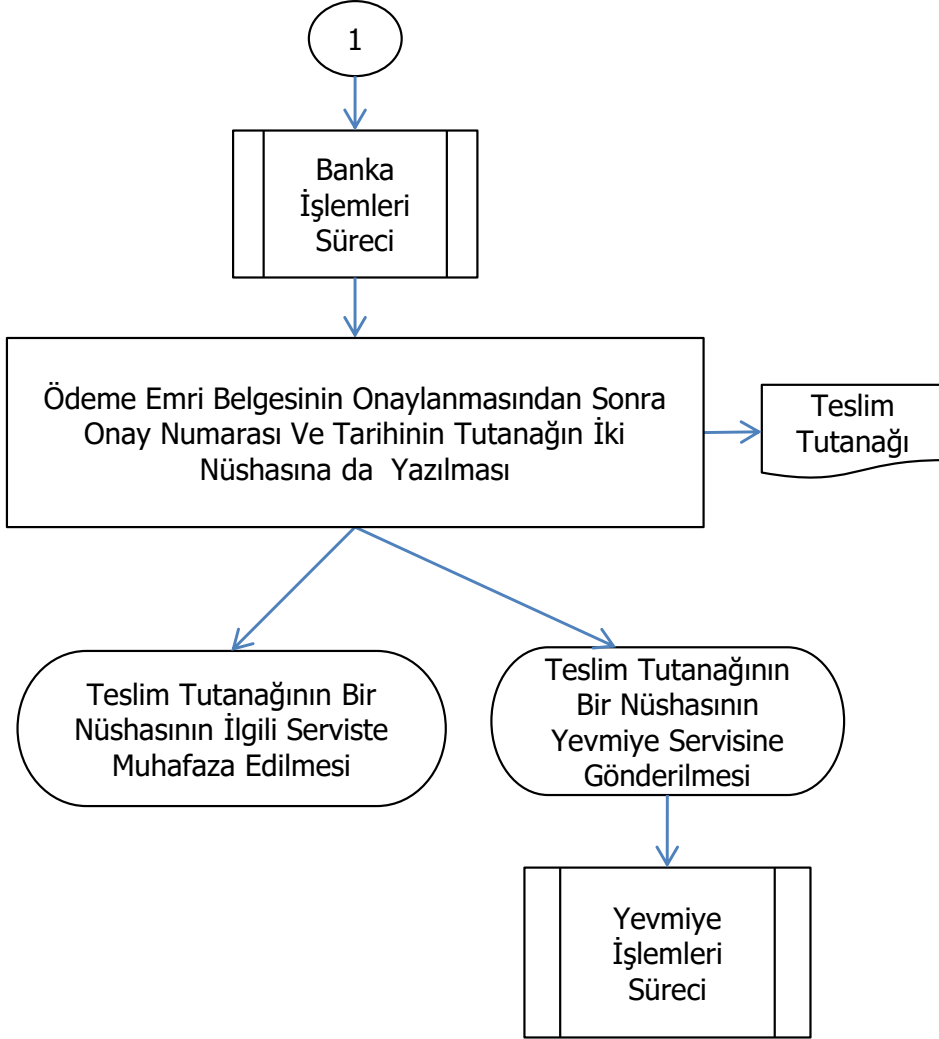 1
Banka
İşlemleri
Süreci
Ödeme Emri Belgesinin Onaylanmasından Sonra
Onay Numarası Ve Tarihinin Tutanağın İki
Nüshasına da  Yazılması
Teslim
Tutanağı
Teslim Tutanağının Bir
Nüshasının İlgili Serviste
Muhafaza Edilmesi
Teslim Tutanağının
Bir Nüshasının
Yevmiye Servisine
Gönderilmesi
Yevmiye
İşlemleri
Süreci